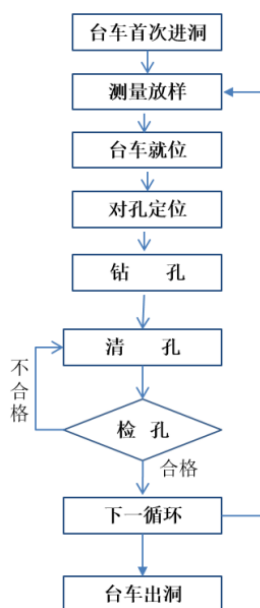 台车首次进洞
测量放样
台车就位
对孔定位
钻 孔
清 孔
不合格
检 孔
合格
下一循环
台车出洞